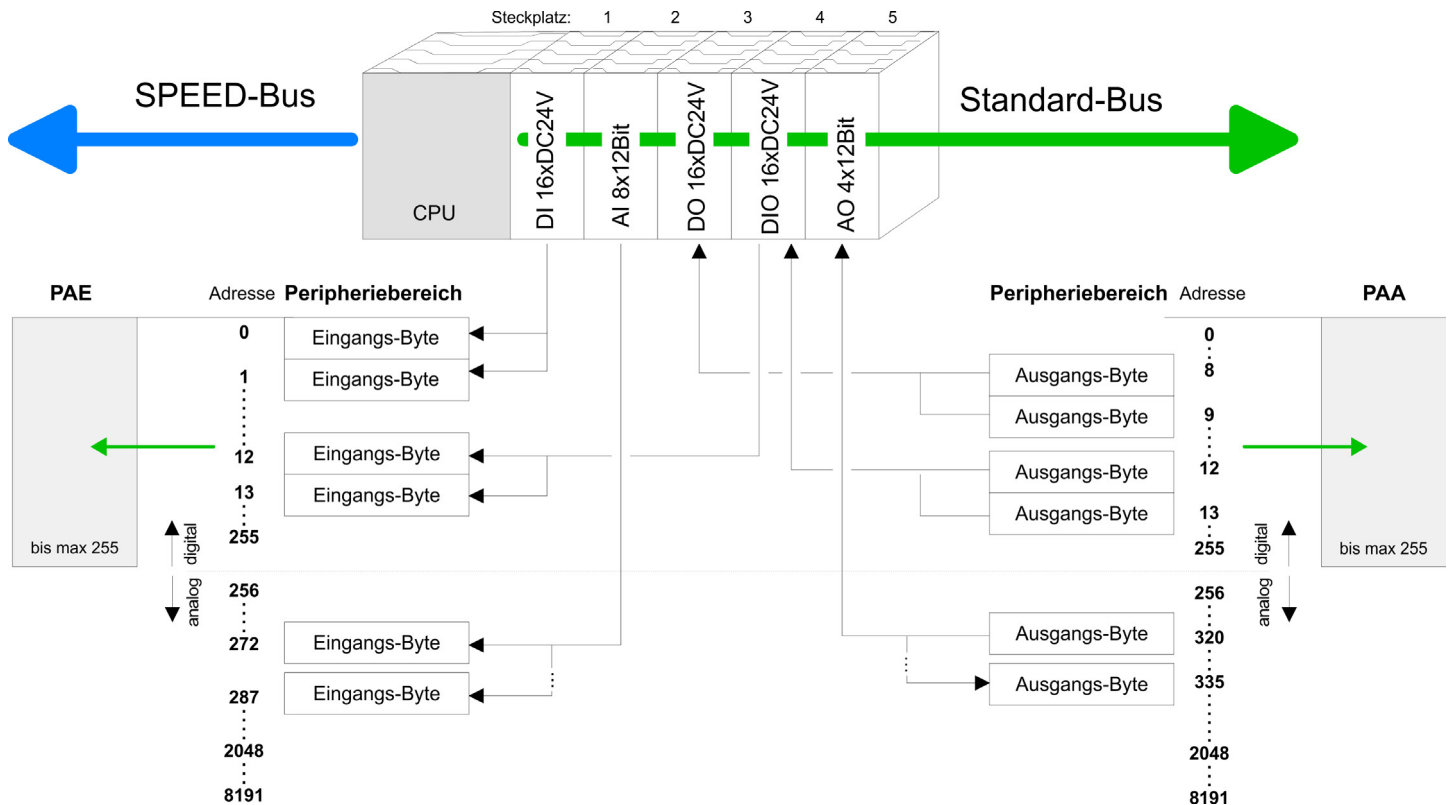 Steckplatz: 1 2 3 4 5
SPEED-Bus
Standard-Bus
CPU
DI 16xDC24V
AI 8x12Bit
DO 16xDC24V
DIO 16xDC24V
AO 4x12Bit
PAE
Adresse Peripheriebereich
0 Eingangs-Byte
1 Eingangs-Byte
12 Eingangs-Byte
13 Eingangs-Byte
255
bis max 255
digital
analog
256
272 Eingangs-Byte
287 Eingangs-Byte
2048
8191
Peripheriebereich Adresse
PAA
0
Ausgangs-Byte 8
Ausgangs-Byte 9
Ausgangs-Byte 12
Ausgangs-Byte 13
255
bis max 255
digital
analog
256
Ausgangs-Byte 320
Ausgangs-Byte 335
2048
8191